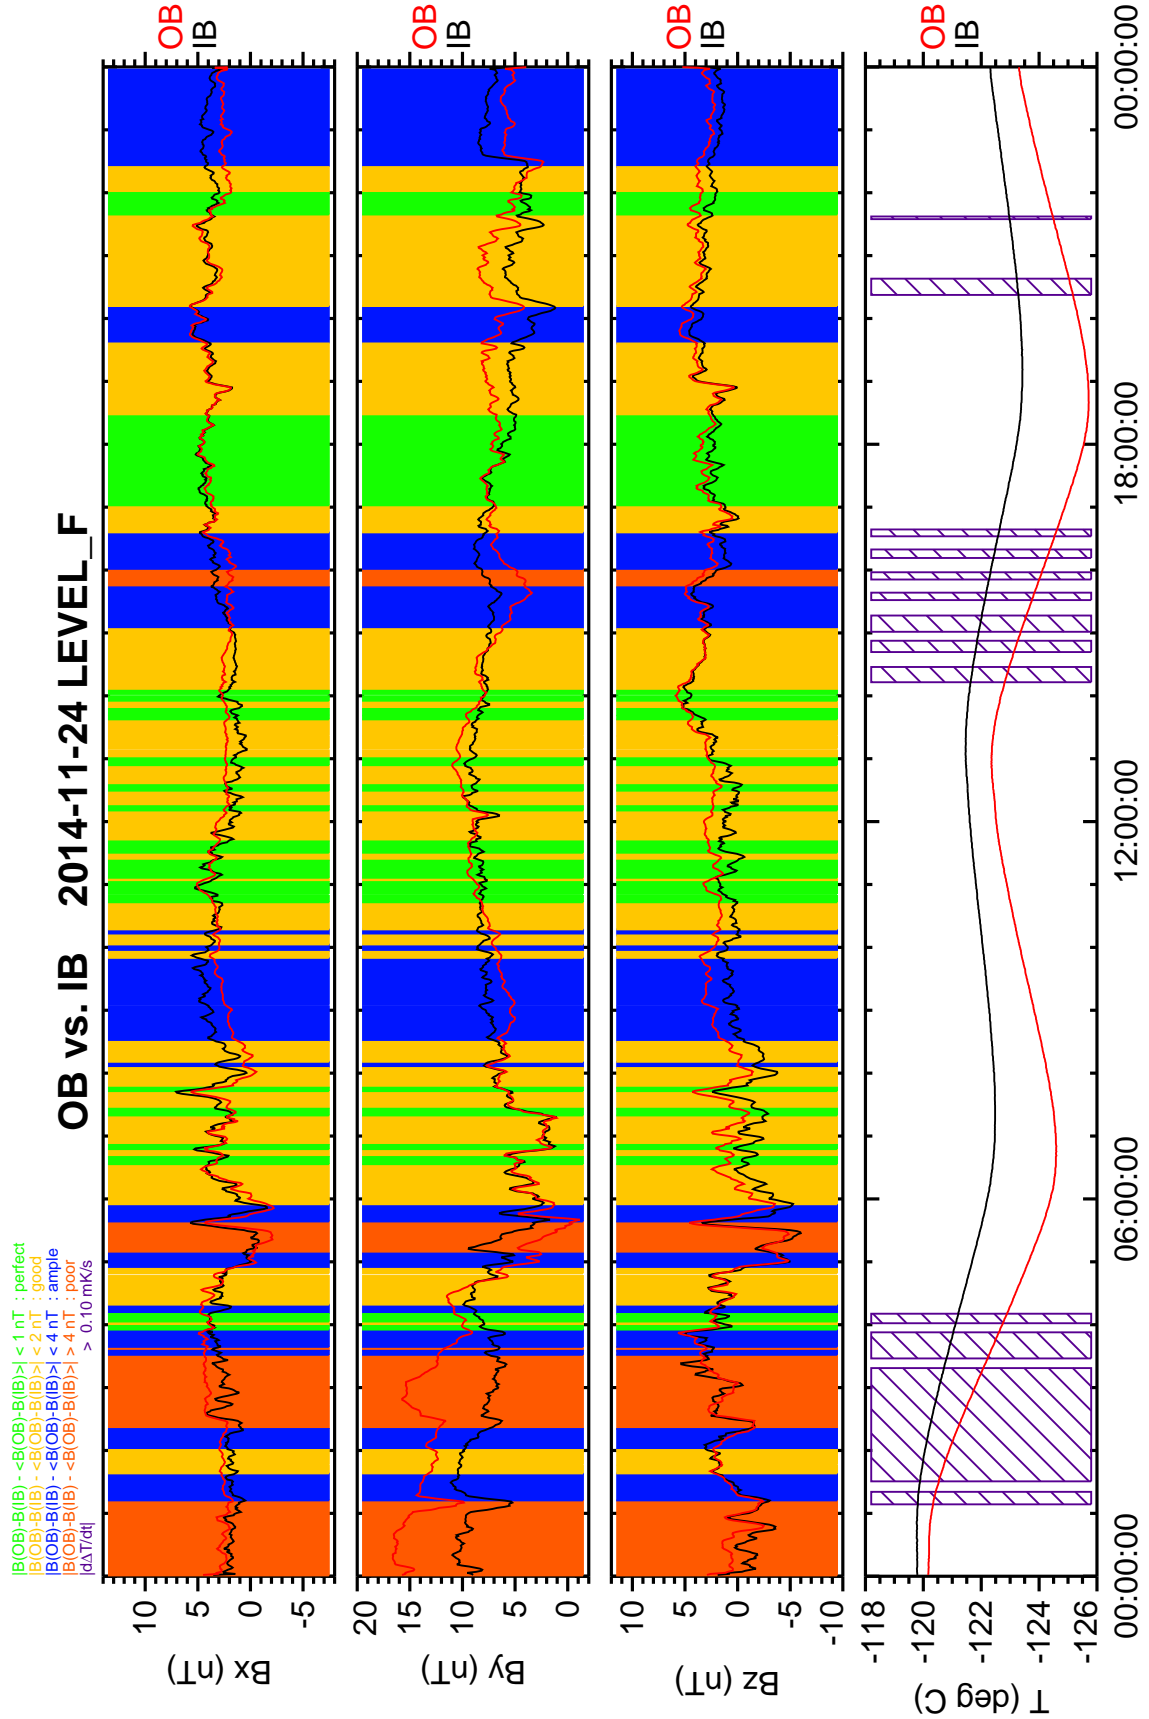 OB vs. IB 2014-11-24 LEVEL_F
|B(OB)-B(IB) - <B(OB)-B(IB)>| < 1 nT : perfect
|B(OB)-B(IB) - <B(OB)-B(IB)>| < 2 nT : good
|B(OB)-B(IB) - <B(OB)-B(IB)>| < 4 nT : ample
|B(OB)-B(IB) - <B(OB)-B(IB)>| > 4 nT : poor
|dΔT/dt| > 0.10 mK/s
Bx (nT)
10
5
0
-5
OB
IB
By (nT)
20
15
10
5
0
OB
IB
Bz (nT)
10
5
0
-5
-10
OB
IB
T (deg C)
-118
-120
-122
-124
-126
OB
IB
00:00:00
06:00:00
12:00:00
18:00:00
00:00:00